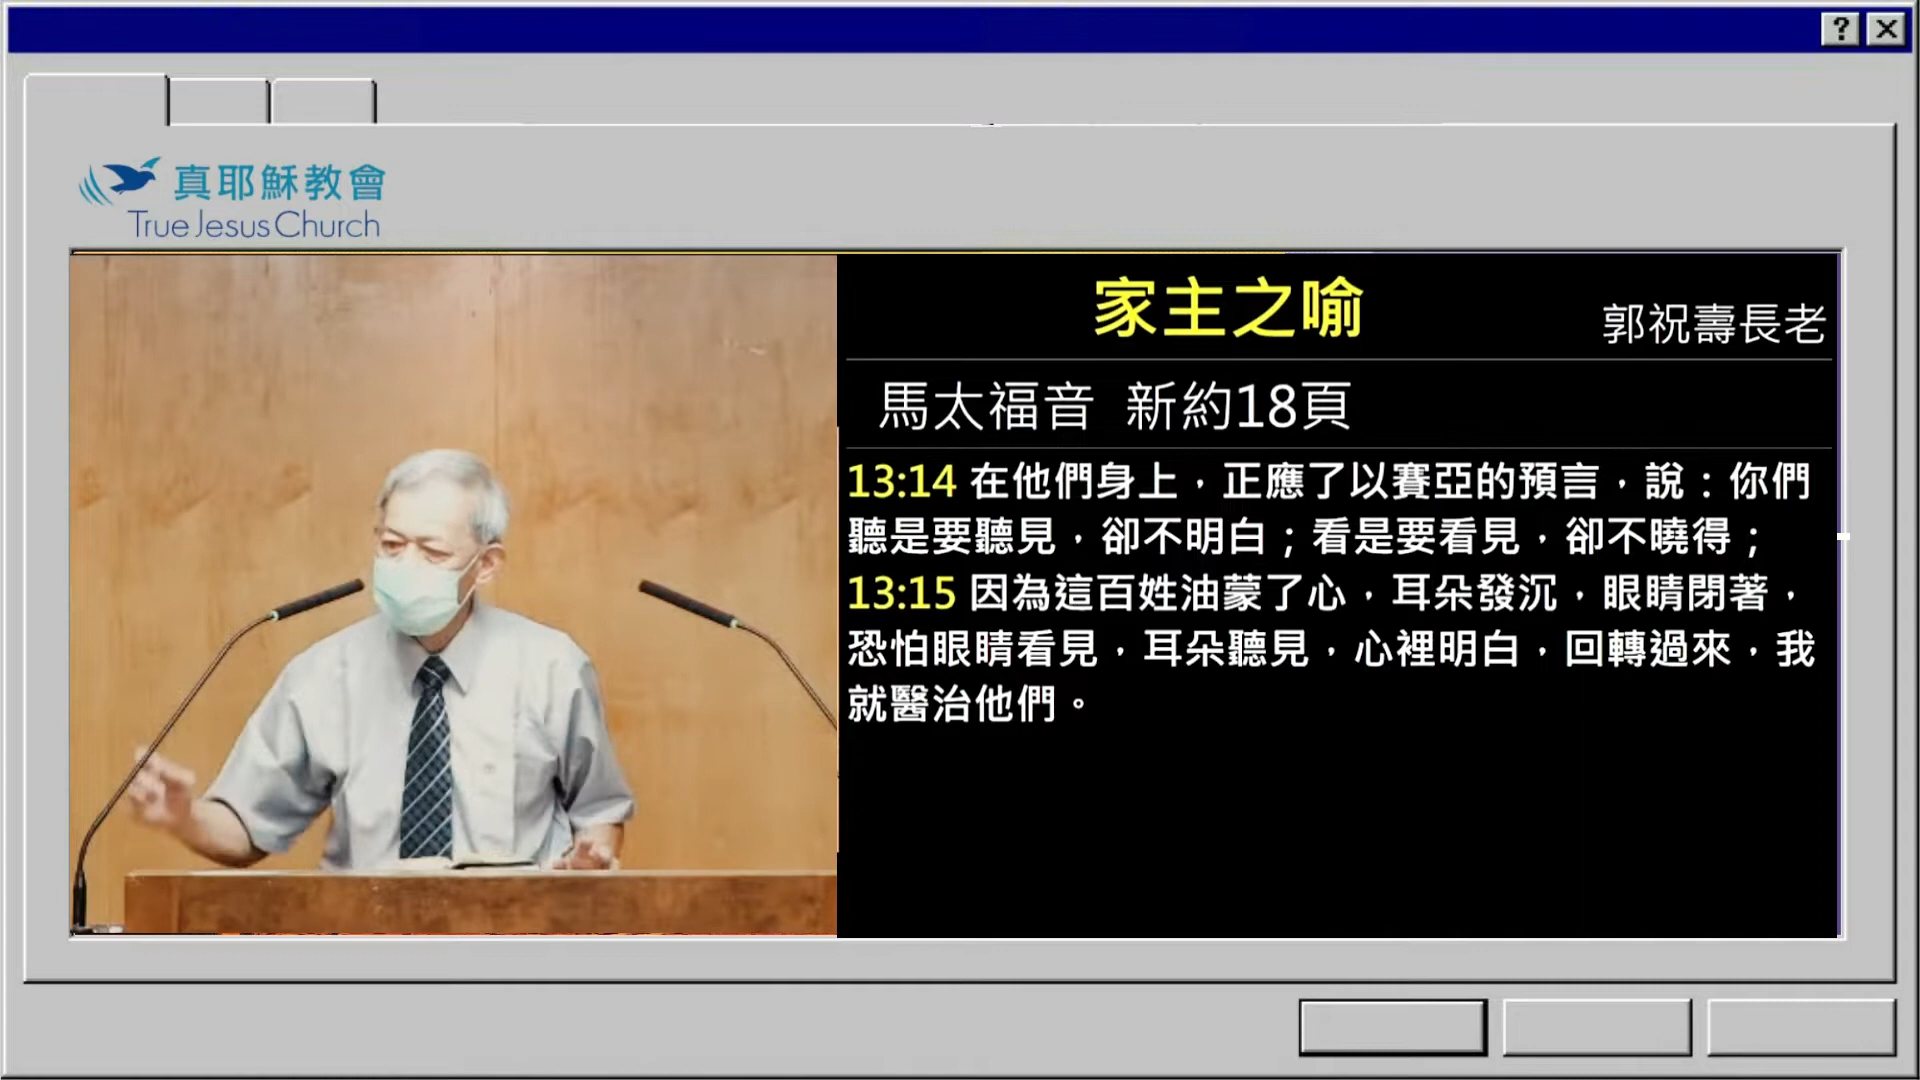 真耶穌教會
True Jesus Church
家主之喻
郭祝壽長老
馬太福音 新約18頁
13:14 在他們身上，正應了以賽亞的預言，說：你們
聽是要聽見，卻不明白；看是要看見，卻不曉得；
13:15 因為這百姓油蒙了心，耳朵發沉，眼睛閉著，
恐怕眼睛看見，耳朵聽見，心裡明白，回轉過來，我
就醫治他們。